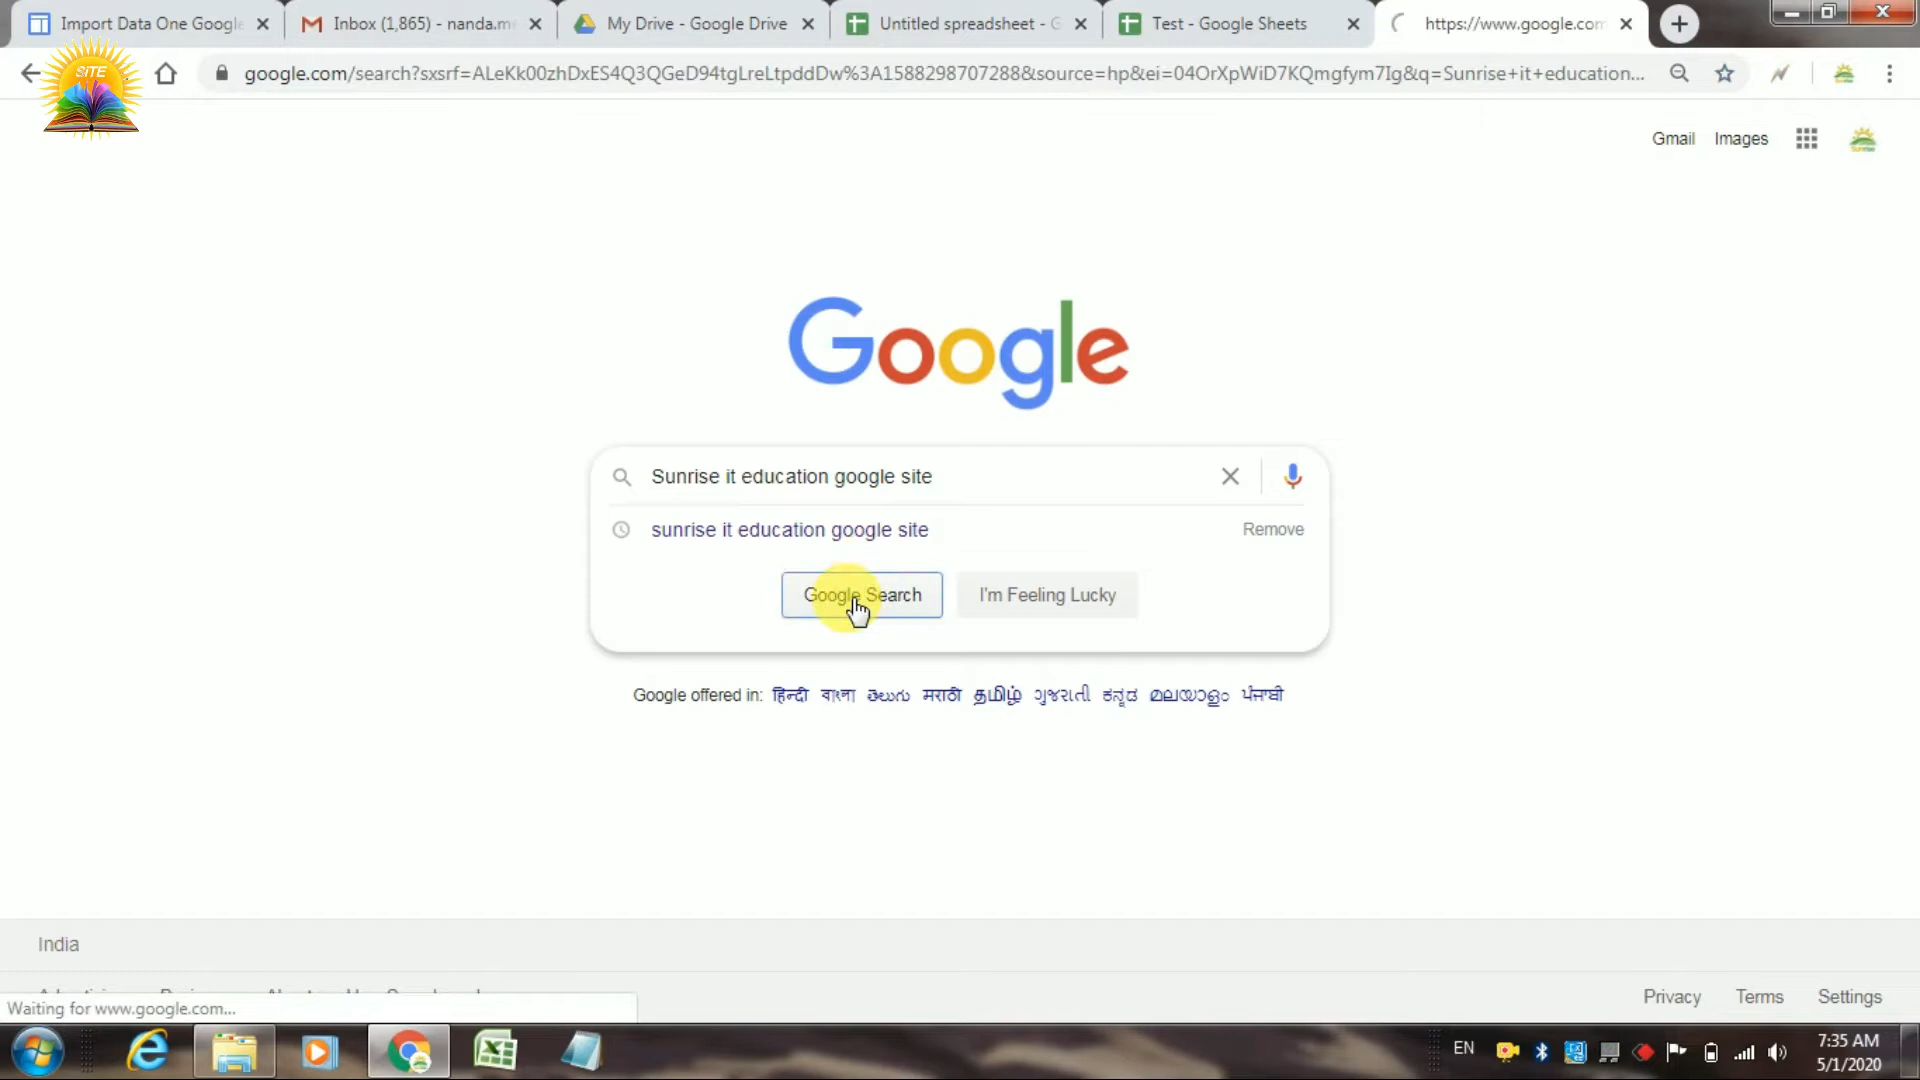 Import Data One Google
Inbox (1,865) - nanda.m
My Drive - Google Drive
Untitled spreadsheet - G
Test - Google Sheets
https://www.google.com
SiTE
google.com/search?sxsrf=ALeKk00zhDxES4Q3QGeD94tgLreLtpddDw%3A1588298707288&source=hp&ei=04OrXpWiD7KQmgfym7Ig&q=Sunrise+it+education...
Gmail Images
Sunrise
Google
Sunrise it education google site
sunrise it education google site Remove
Google Search I'm Feeling Lucky
Google offered in: हिन्दी বাংলা తెలుగు मराठी தமிழ் ગુજરાતી ಕನ್ನಡ മലയാളം ਪੰਜਾਬੀ
India
Privacy Terms Settings
Waiting for www.google.com...
EN
7:35 AM
5/1/2020